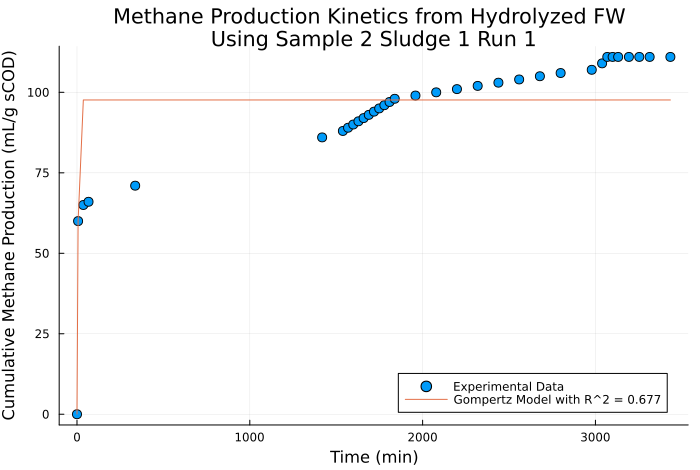 Methane Production Kinetics from Hydrolyzed FW
Using Sample 2 Sludge 1 Run 1
Cumulative Methane Production (mL/g sCOD)
100
75
50
25
0
0 1000 2000 3000
Time (min)
Experimental Data
Gompertz Model with R^2 = 0.677